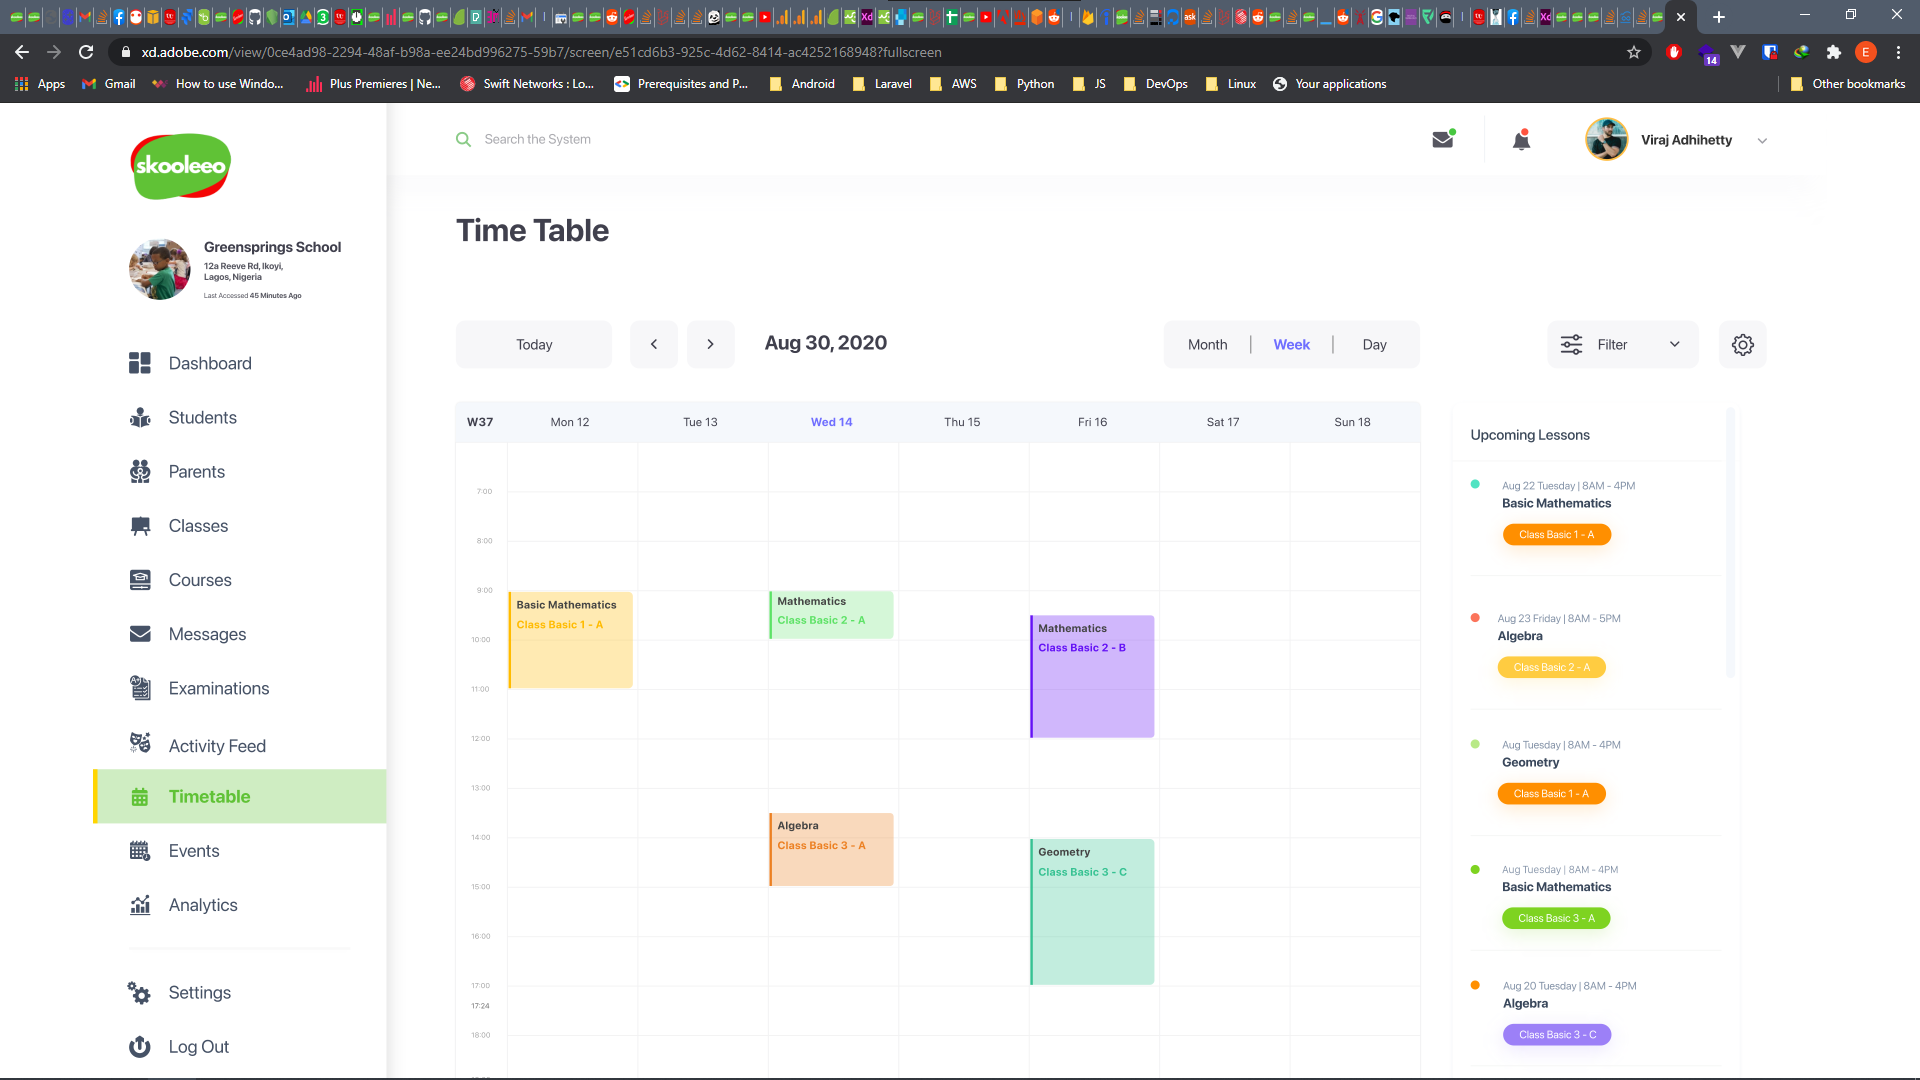 xd.adobe.com/view/0ce4ad98-2294-48af-b98a-ee24bd996275-59b7/screen/e51cd6b3-925c-4d62-8414-ac4252168948?fullscreen
14
E
Apps
Gmail
How to use Windo...
Plus Premieres | Ne...
Swift Networks : Lo...
Prerequisites and P...
Android
Laravel
AWS
Python
JS
DevOps
Linux
Your applications
Other bookmarks
skooleeo
Search the System
Viraj Adhihetty
Greensprings School
12a Reeve Rd, Ikoyi,
Lagos, Nigeria
Last Accessed 45 Minutes Ago
Dashboard
Students
Parents
Classes
Courses
Messages
Examinations
Activity Feed
Timetable
Events
Analytics
Settings
Log Out
Time Table
Today
Aug 30, 2020
Month | Week | Day
Filter
W37 Mon 12 Tue 13 Wed 14 Thu 15 Fri 16 Sat 17 Sun 18
7:00
8:00
9:00
10:00
11:00
12:00
13:00
14:00
15:00
16:00
17:00
17:24
18:00
Basic Mathematics
Class Basic 1 - A
Mathematics
Class Basic 2 - A
Algebra
Class Basic 3 - A
Mathematics
Class Basic 2 - B
Geometry
Class Basic 3 - C
Upcoming Lessons
Aug 22 Tuesday | 8AM - 4PM
Basic Mathematics
Class Basic 1 - A
Aug 23 Friday | 8AM - 5PM
Algebra
Class Basic 2 - A
Aug Tuesday | 8AM - 4PM
Geometry
Class Basic 1 - A
Aug Tuesday | 8AM - 4PM
Basic Mathematics
Class Basic 3 - A
Aug 20 Tuesday | 8AM - 4PM
Algebra
Class Basic 3 - C